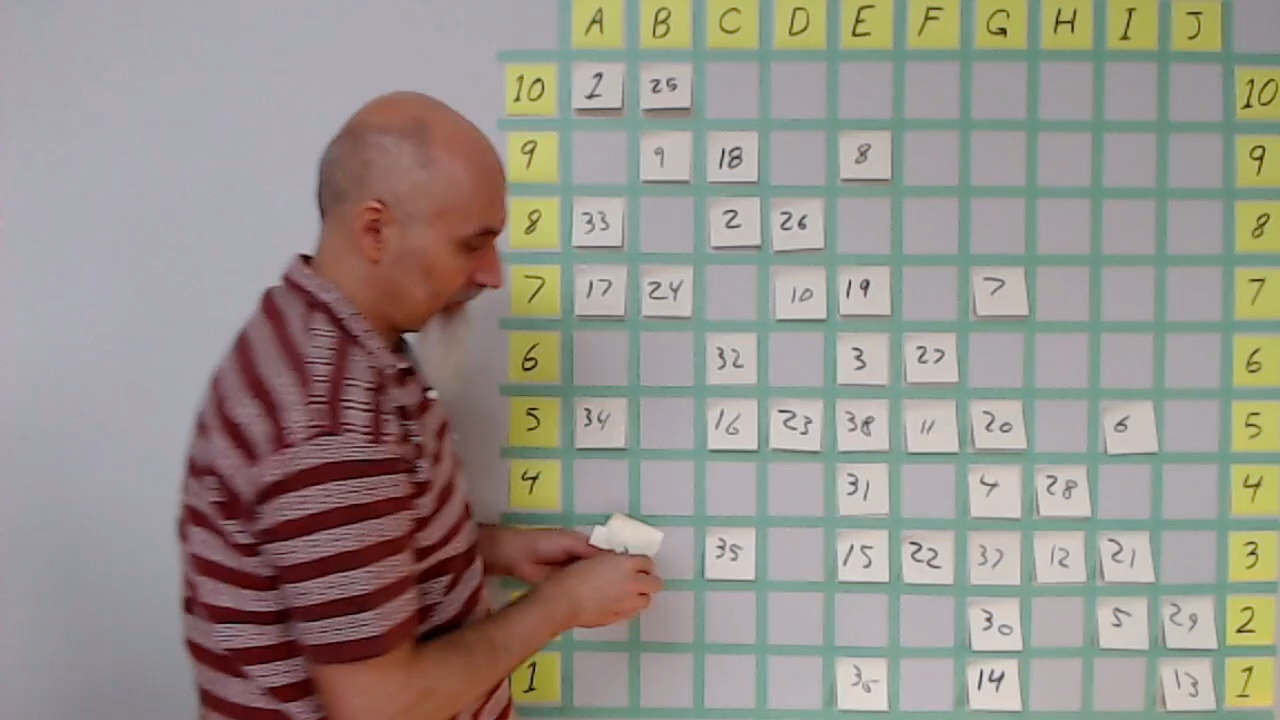 A B C D E F G H I J
10 1 25 10
9 9 18 8 9
8 33 2 26 8
7 17 24 10 19 7 7
6 32 3 27 6
5 34 16 23 38 11 20 6 5
4 31 4 28 4
35 15 22 37 12 21 3
30 5 29 2
1 36 14 13 1